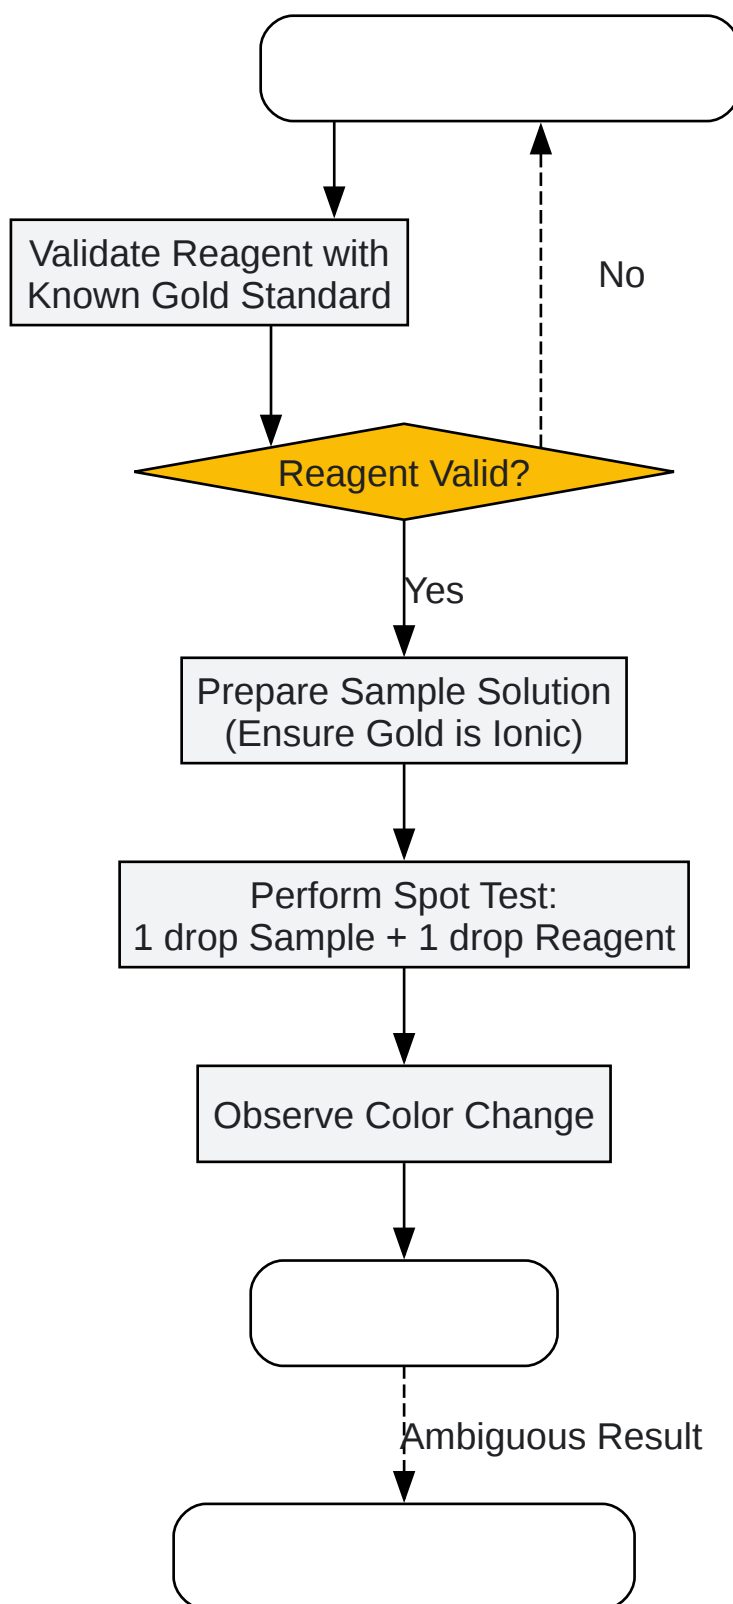 Validate Reagent with
Known Gold Standard
No
Reagent Valid?
Yes
Prepare Sample Solution
(Ensure Gold is Ionic)
Perform Spot Test:
1 drop Sample + 1 drop Reagent
Observe Color Change
Ambiguous Result